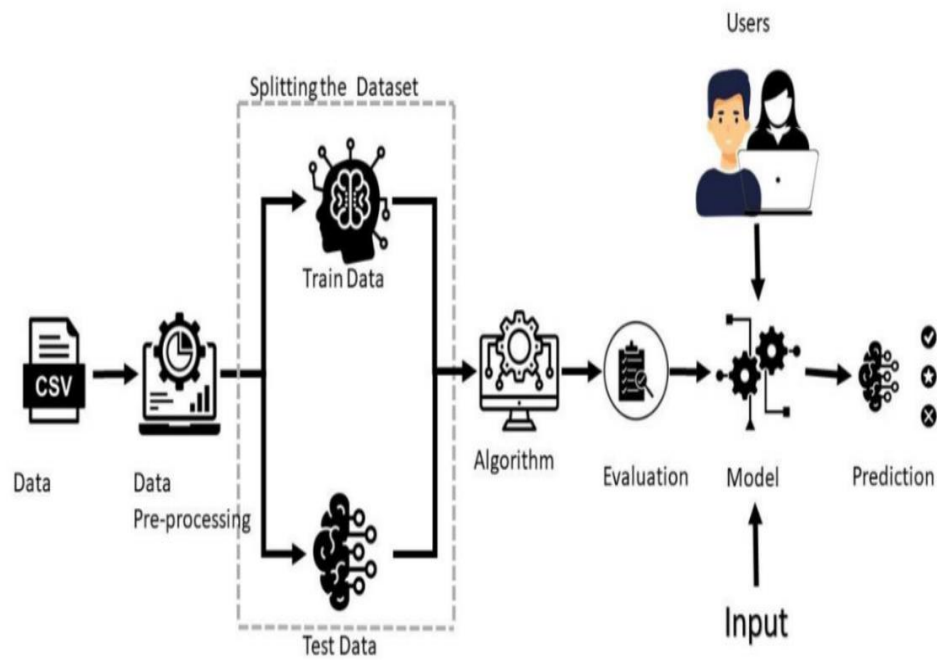 Users
Splitting the Dataset
Train Data
CSV
Data
Data
Pre-processing
Test Data
Algorithm
Evaluation
Model
Prediction
Input